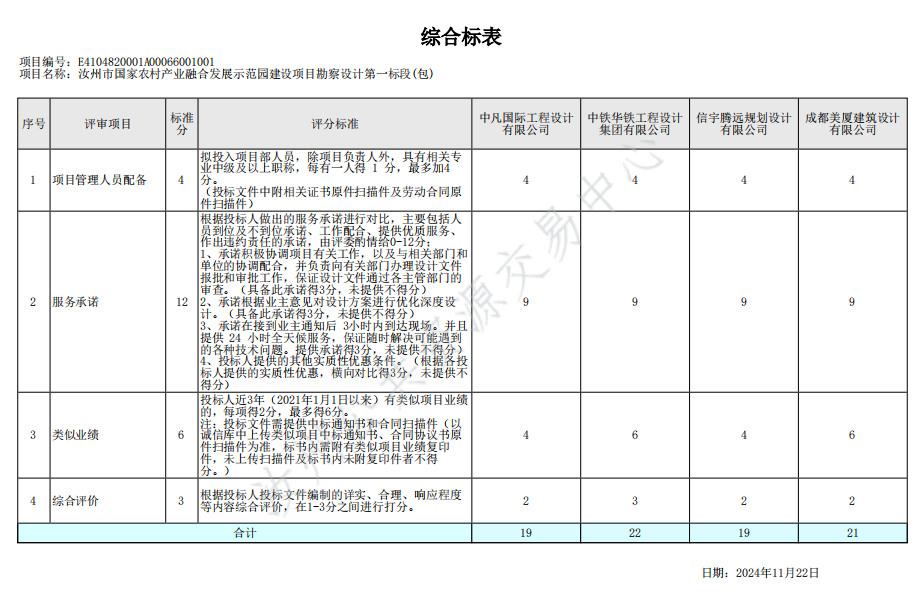 综合标表
项目编号：E4104820001A00066001001
项目名称：汝州市国家农村产业融合发展示范园建设项目勘察设计第一标段(包)
序号 评审项目 标准分 评分标准 中凡国际工程设计有限公司 中铁华铁工程设计集团有限公司 信宇腾远规划设计有限公司 成都美厦建筑设计有限公司
1 项目管理人员配备 4
拟投入项目部人员，除项目负责人外，具有相关专
业中级及以上职称，每有一人得 1 分，最多加4
分。
（投标文件中附相关证书原件扫描件及劳动合同原
件扫描件）
4 4 4 4
2 服务承诺 12
根据投标人做出的服务承诺进行对比，主要包括人
员到位及不到位承诺、工作配合、提供优质服务、
作出违约责任的承诺，由评委酌情给0-12分；
1、承诺积极协调项目有关工作，以及与相关部门和
单位的协调配合，并负责向有关部门办理设计文件
报批和审批工作，保证设计文件通过各主管部门的
审查。（具备此承诺得3分，未提供不得分）
2、承诺根据业主意见对设计方案进行优化深度设
计。（具备此承诺得3分，未提供不得分）
3、承诺在接到业主通知后 3小时内到达现场。并且
提供 24 小时全天候服务，保证随时解决可能遇到
的各种技术问题。提供承诺得3分，未提供不得分）
4、投标人提供的其他实质性优惠条件。（根据各投
标人提供的实质性优惠，横向对比得3分，未提供不
得分）
9 9 9 9
3 类似业绩 6
投标人近3年（2021年1月1日以来）有类似项目业绩
的，每项得2分，最多得6分。
注：投标文件需提供中标通知书和合同扫描件（以
诚信库中上传类似项目中标通知书、合同协议书原
件扫描件为准，标书内需附有类似项目业绩复印
件，未上传扫描件及标书内未附复印件者不得
分。）
4 6 4 6
4 综合评价 3
根据投标人投标文件编制的详实、合理、响应程度
等内容综合评价，在1-3分之间进行打分。
2 3 2 2
合计 19 22 19 21
日期：2024年11月22日
汝州公共资源交易中心